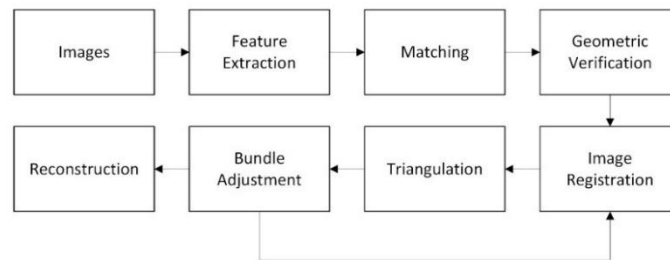 Images
Feature
Extraction
Matching
Geometric
Verification
Reconstruction
Bundle
Adjustment
Triangulation
Image
Registration